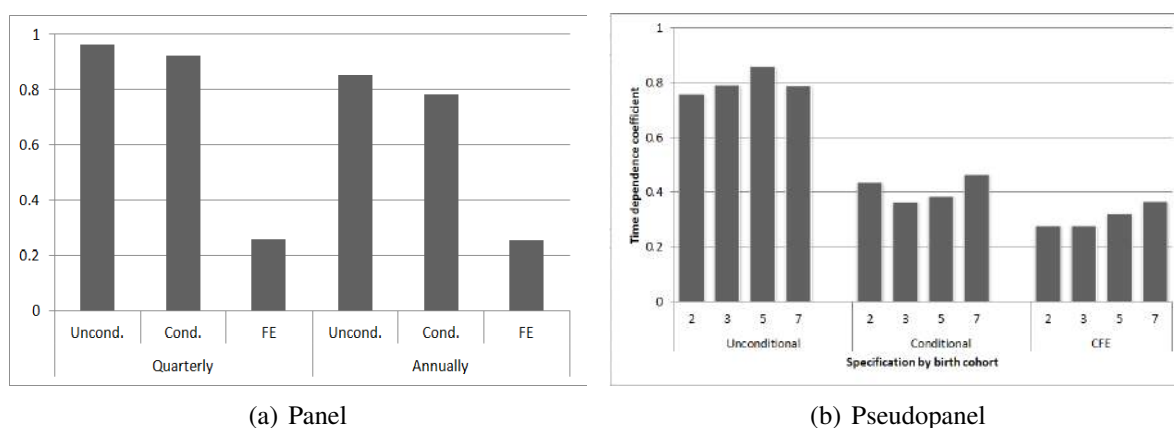 1
0.8
0.6
0.4
0.2
0
Uncond. Cond. FE Uncond. Cond. FE
Quarterly Annually
(a) Panel
1
0.8
0.6
0.4
0.2
0
Time dependence coefficient
2 3 5 7 2 3 5 7 2 3 5 7
Unconditional Conditional CFE
Specification by birth cohort
(b) Pseudopanel